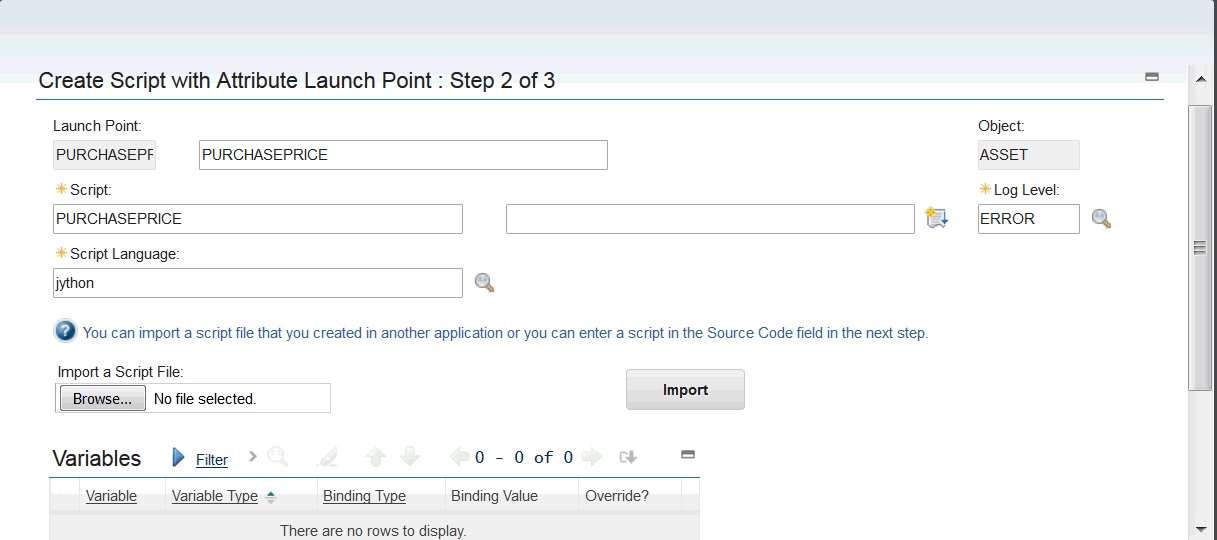 Create Script with Attribute Launch Point : Step 2 of 3
Launch Point: Object:
PURCHASEPR PURCHASEPRICE ASSET
Script: Log Level:
PURCHASEPRICE ERROR
Script Language:
jython
? You can import a script file that you created in another application or you can enter a script in the Source Code field in the next step.
Import a Script File:
Browse... No file selected. Import
Variables Filter 0 - 0 of 0
Variable Variable Type Binding Type Binding Value Override?
There are no rows to display.